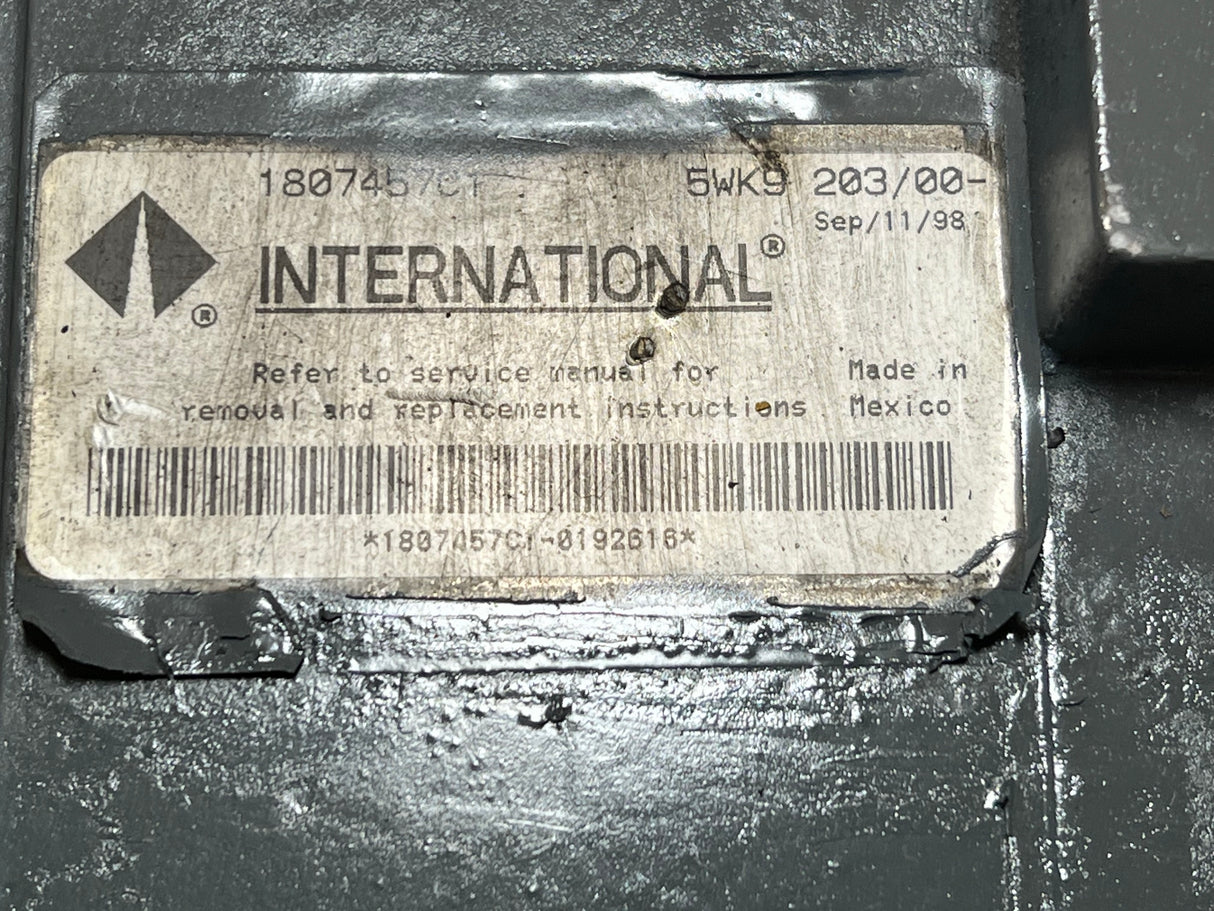 1807457C1 5WK9 203/00-
Sep/11/98
INTERNATIONAL®
®
Refer to service manual for Made in
removal and replacement instructions Mexico
*1807457C1-0192616*